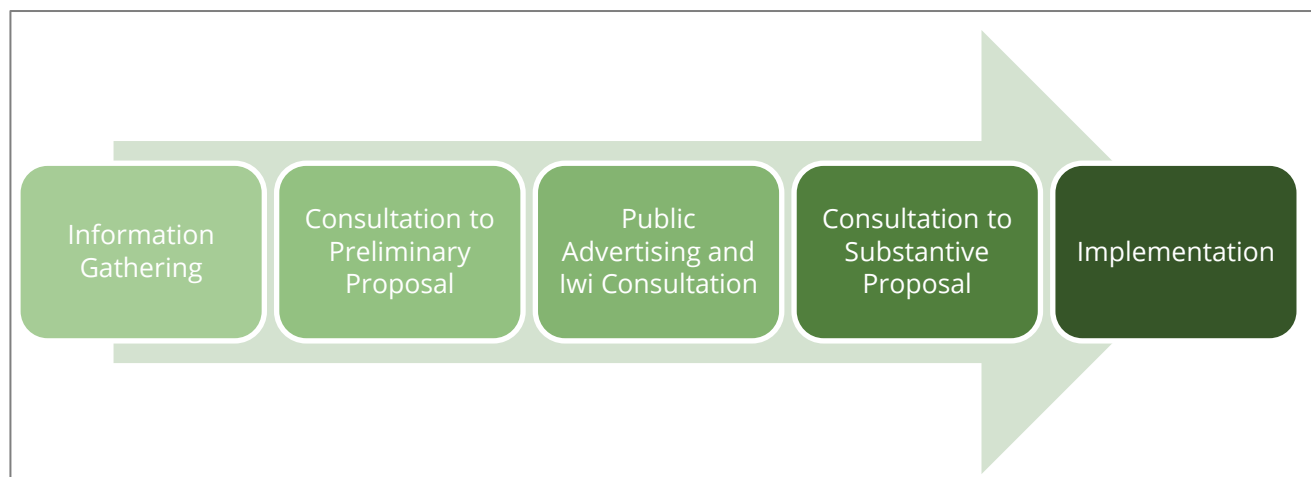 Information
Gathering
Consultation to
Preliminary
Proposal
Public
Advertising and
Iwi Consultation
Consultation to
Substantive
Proposal
Implementation